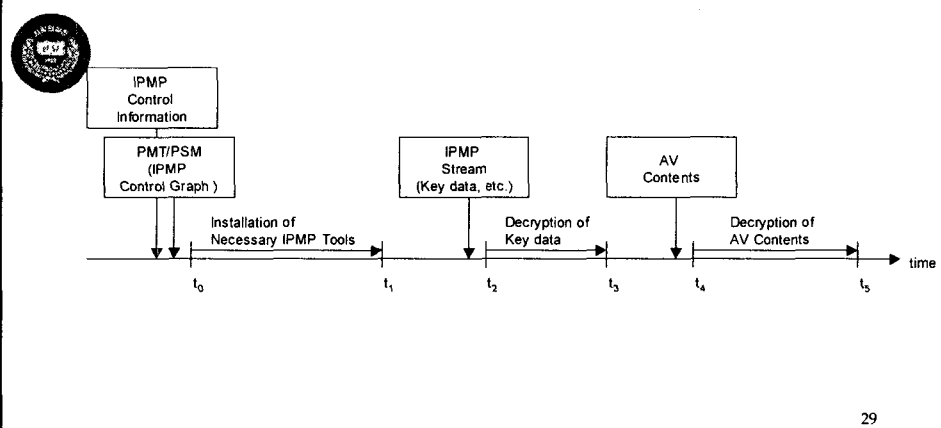 IPMP
Control
Information
PMT/PSM
(IPMP
Control Graph )
IPMP
Stream
(Key data, etc.)
AV
Contents
Installation of
Necessary IPMP Tools
Decryption of
Key data
Decryption of
AV Contents
time
t0
t1
t2
t3
t4
t5
29